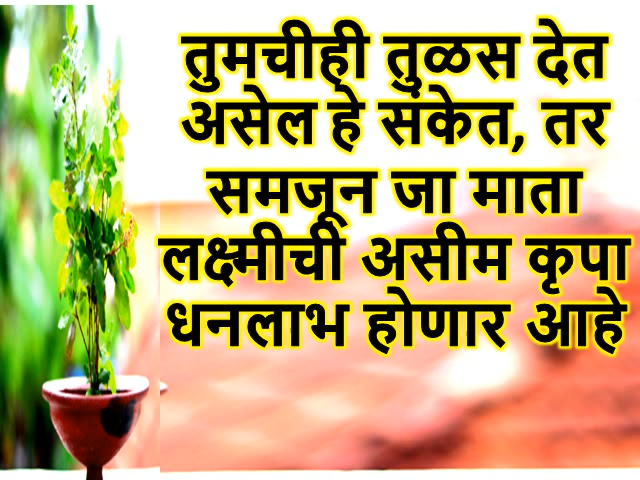 तुमचीही तुळस देत
असेल हे संकेत, तर
समजून जा माता
लक्ष्मीची असीम कृपा
धनलाभ होणार आहे